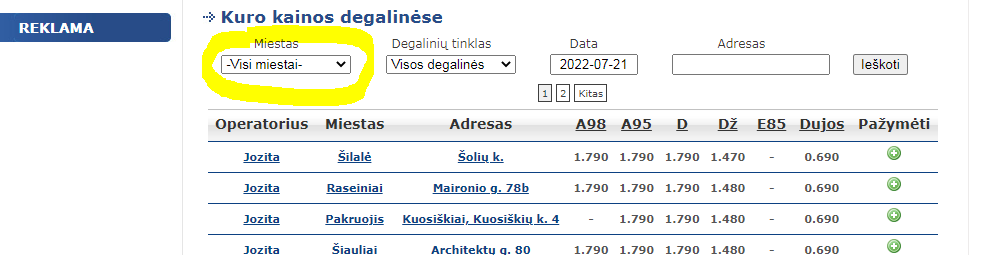 REKLAMA
Kuro kainos degalinėse
Miestas Degalinių tinklas Data Adresas
-Visi miestai- Visos degalinės 2022-07-21 Ieškoti
1 2 Kitas
Operatorius Miestas Adresas A98 A95 D Dž E85 Dujos Pažymėti
Jozita Šilalė Šolių k. 1.790 1.790 1.790 1.470 - 0.690
Jozita Raseiniai Maironio g. 78b 1.790 1.790 1.790 1.480 - 0.690
Jozita Pakruojis Kuosiškiai, Kuosiškių k. 4 - 1.790 1.790 1.480 - 0.690
Jozita Šiauliai Architektų g. 80 1.790 1.790 1.790 1.480 - 0.690